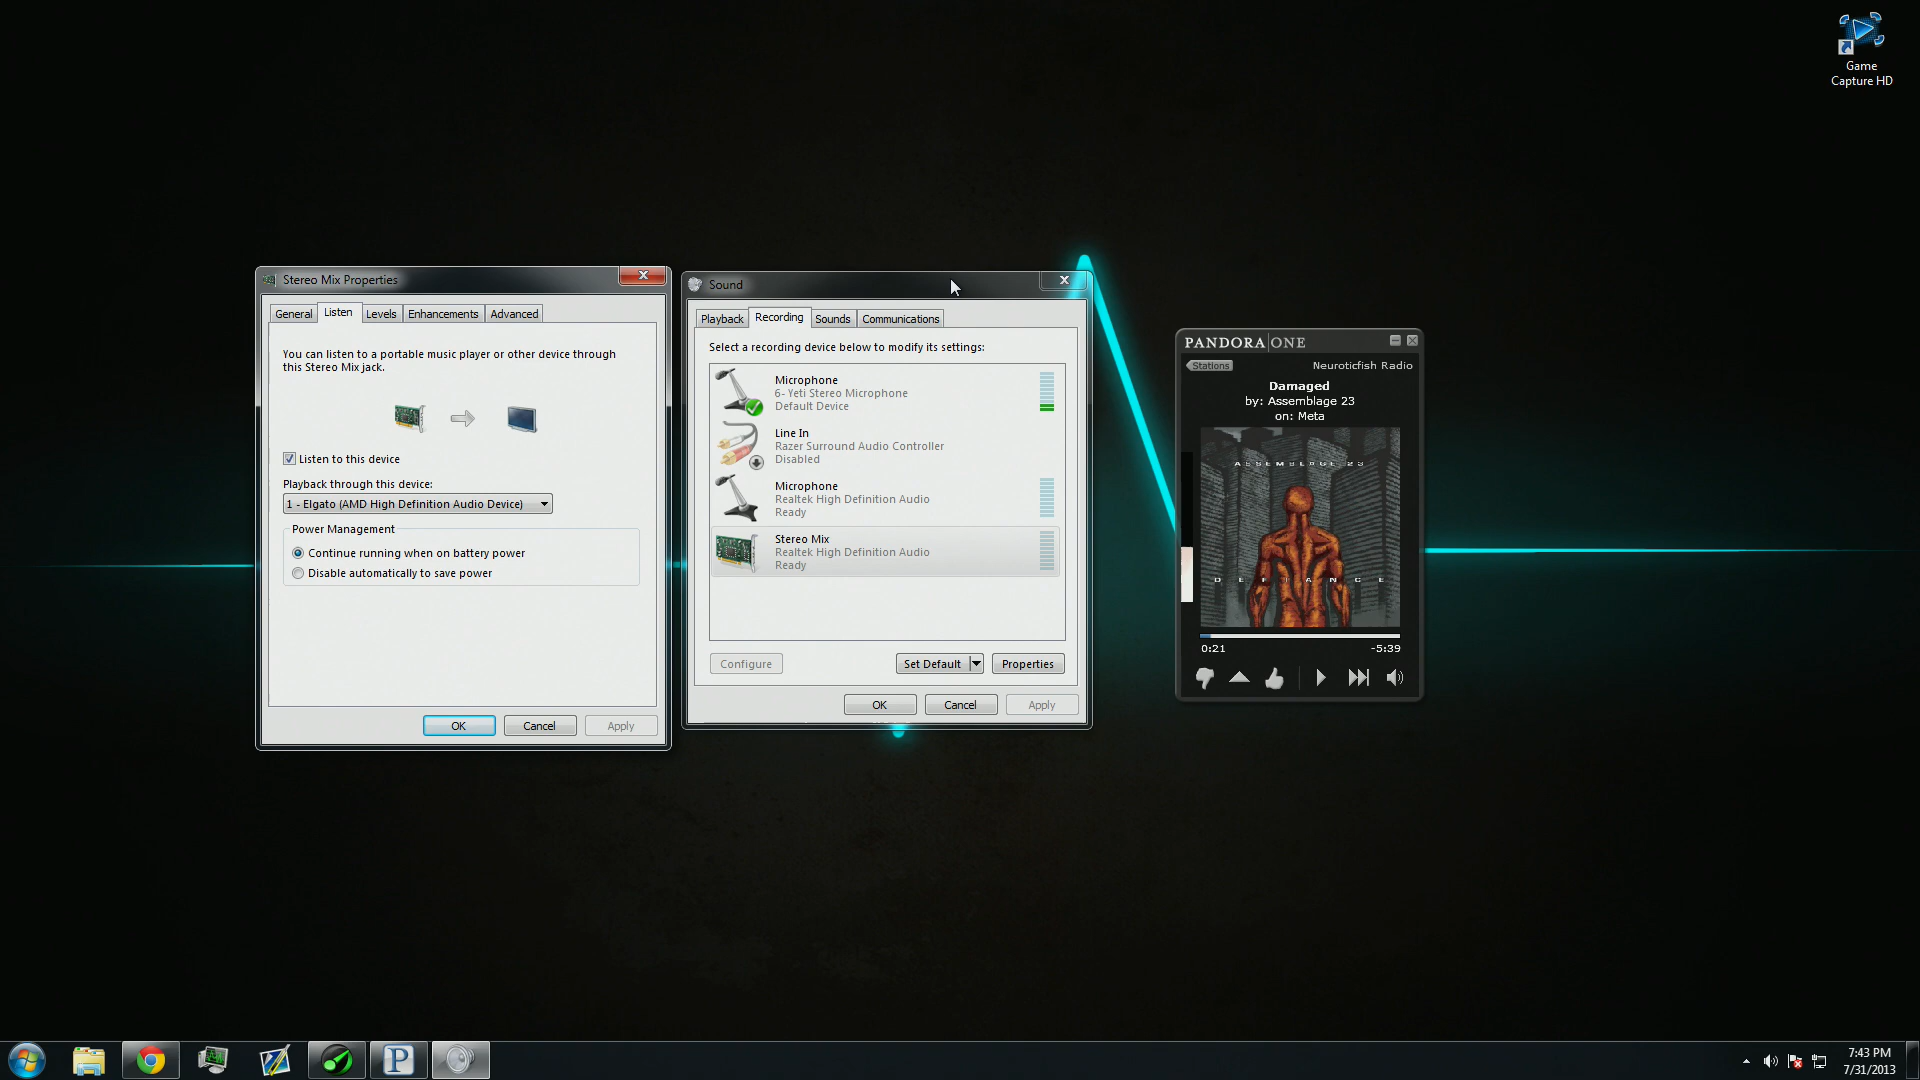 Game
Capture HD
Stereo Mix Properties
General
Listen
Levels
Enhancements
Advanced
You can listen to a portable music player or other device through
this Stereo Mix jack.
Listen to this device
Playback through this device:
1 - Elgato (AMD High Definition Audio Device)
Power Management
Continue running when on battery power
Disable automatically to save power
OK
Cancel
Apply
Sound
Playback
Recording
Sounds
Communications
Select a recording device below to modify its settings:
Microphone
6- Yeti Stereo Microphone
Default Device
Line In
Razer Surround Audio Controller
Disabled
Microphone
Realtek High Definition Audio
Ready
Stereo Mix
Realtek High Definition Audio
Ready
Configure
Set Default
Properties
OK
Cancel
Apply
PANDORA|ONE
Stations
Neuroticfish Radio
Damaged
by: Assemblage 23
on: Meta
ASSEMBLAGE 23
DEFIANCE
0:21
-5:39
P
7:43 PM
7/31/2013